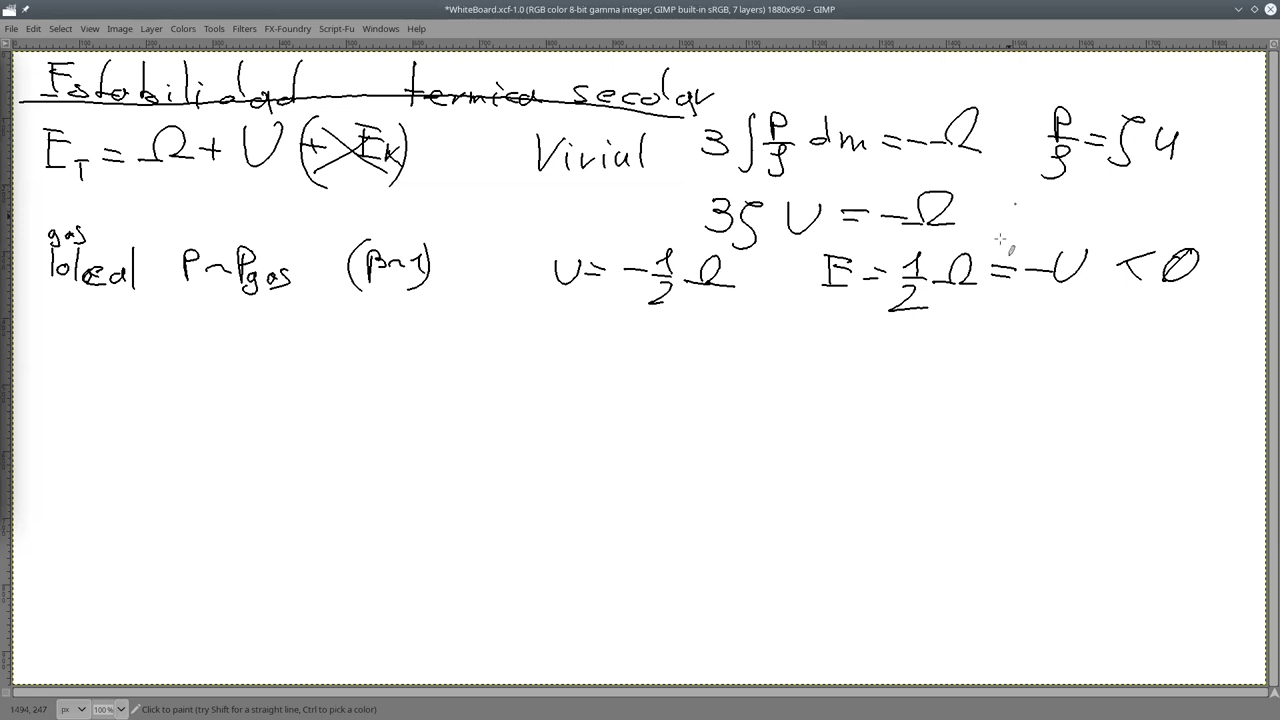 *WhiteBoard.xcf-1.0 (RGB color 8-bit gamma integer, GIMP built-in sRGB, 7 layers) 1880x950 – GIMP
File Edit Select View Image Layer Colors Tools Filters FX-Foundry Script-Fu Windows Help
Estabilidad termica secolar
E_T = Ω + U (+ E_K) Virial 3∫P/ρ dm = -Ω P/ρ = ζ u
3ζ U = -Ω
gas
ideal P~Pgas (β~1) U = -1/2 Ω E = 1/2 Ω = -U < 0
1494, 247 px 100% Click to paint (try Shift for a straight line, Ctrl to pick a color)